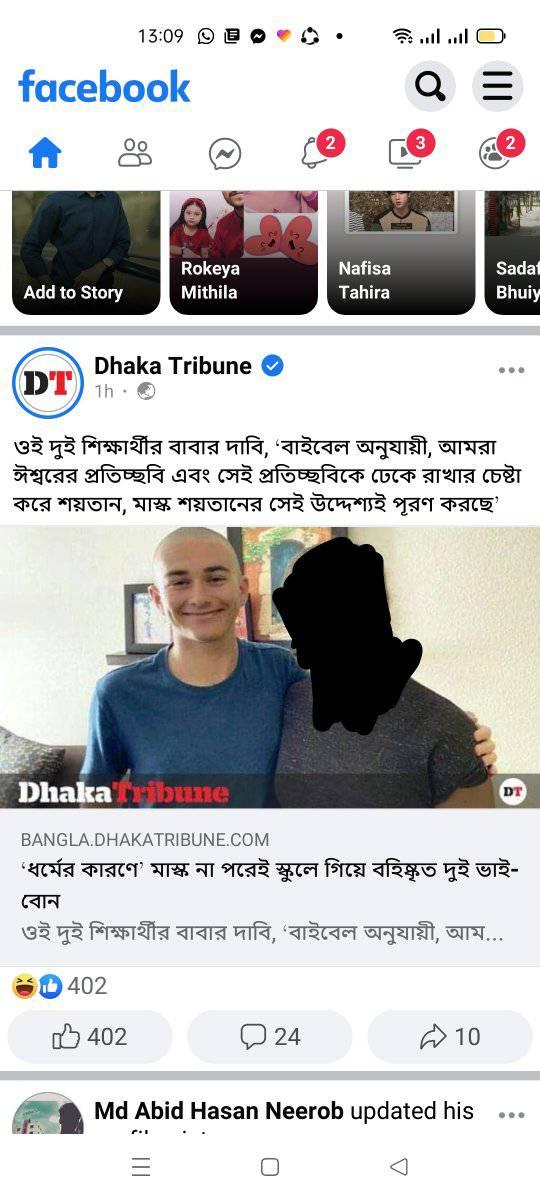 13:09
facebook
2
3
2
Add to Story
Rokeya
Mithila
Nafisa
Tahira
Sadaf
Bhuiy
DT
Dhaka Tribune
1h ·
ওই দুই শিক্ষার্থীর বাবার দাবি, ‘বাইবেল অনুযায়ী, আমরা
ঈশ্বরের প্রতিচ্ছবি এবং সেই প্রতিচ্ছবিকে ঢেকে রাখার চেষ্টা
করে শয়তান, মাস্ক শয়তানের সেই উদ্দেশ্যই পূরণ করছে’
DhakaTribune
DT
BANGLA.DHAKATRIBUNE.COM
‘ধর্মের কারণে’ মাস্ক না পরেই স্কুলে গিয়ে বহিষ্কৃত দুই ভাই-
বোন
ওই দুই শিক্ষার্থীর বাবার দাবি, ‘বাইবেল অনুযায়ী, আম...
402
402
24
10
Md Abid Hasan Neerob updated his